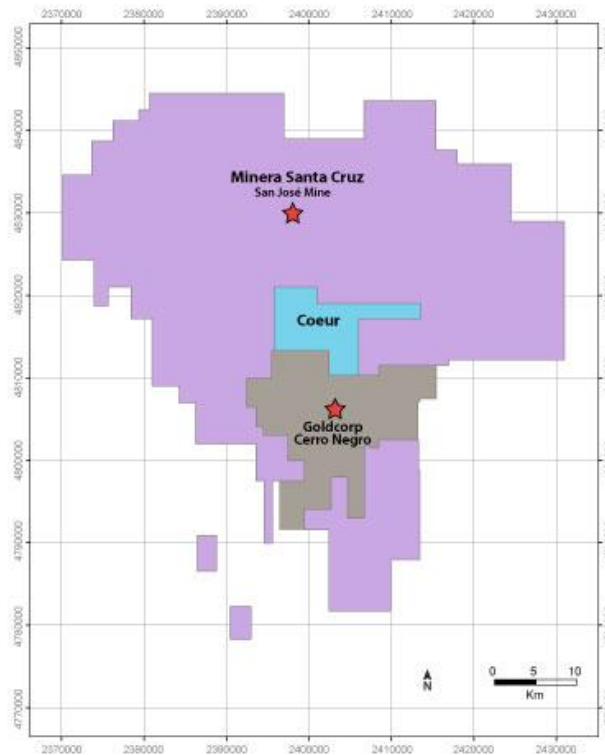 2370000 2380000 2390000 2400000 2410000 2420000 2430000
4850000
4840000
4830000
4820000
4810000
4800000
4790000
4780000
4770000
Minera Santa Cruz
San José Mine
Coeur
Goldcorp
Cerro Negro
N
0 5 10
Km
2370000 2380000 2390000 2400000 2410000 2420000 2430000